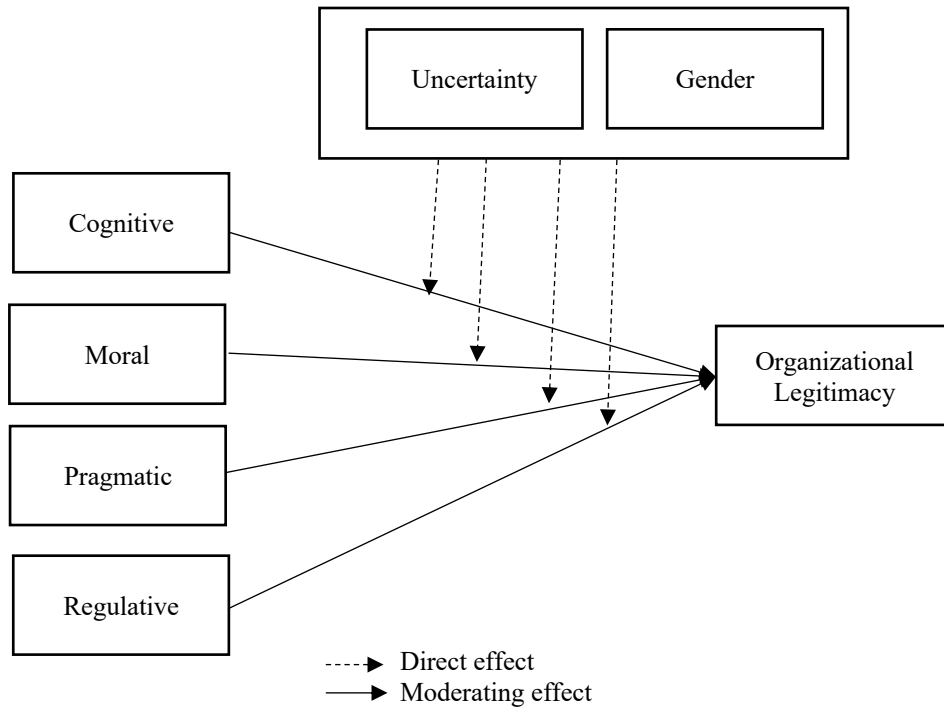 Uncertainty
Gender
Cognitive
Moral
Pragmatic
Regulative
Organizational
Legitimacy
Direct effect
Moderating effect